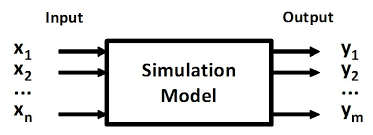 Input Output
x1 y1
x2 Simulation y2
... Model ...
xn ym